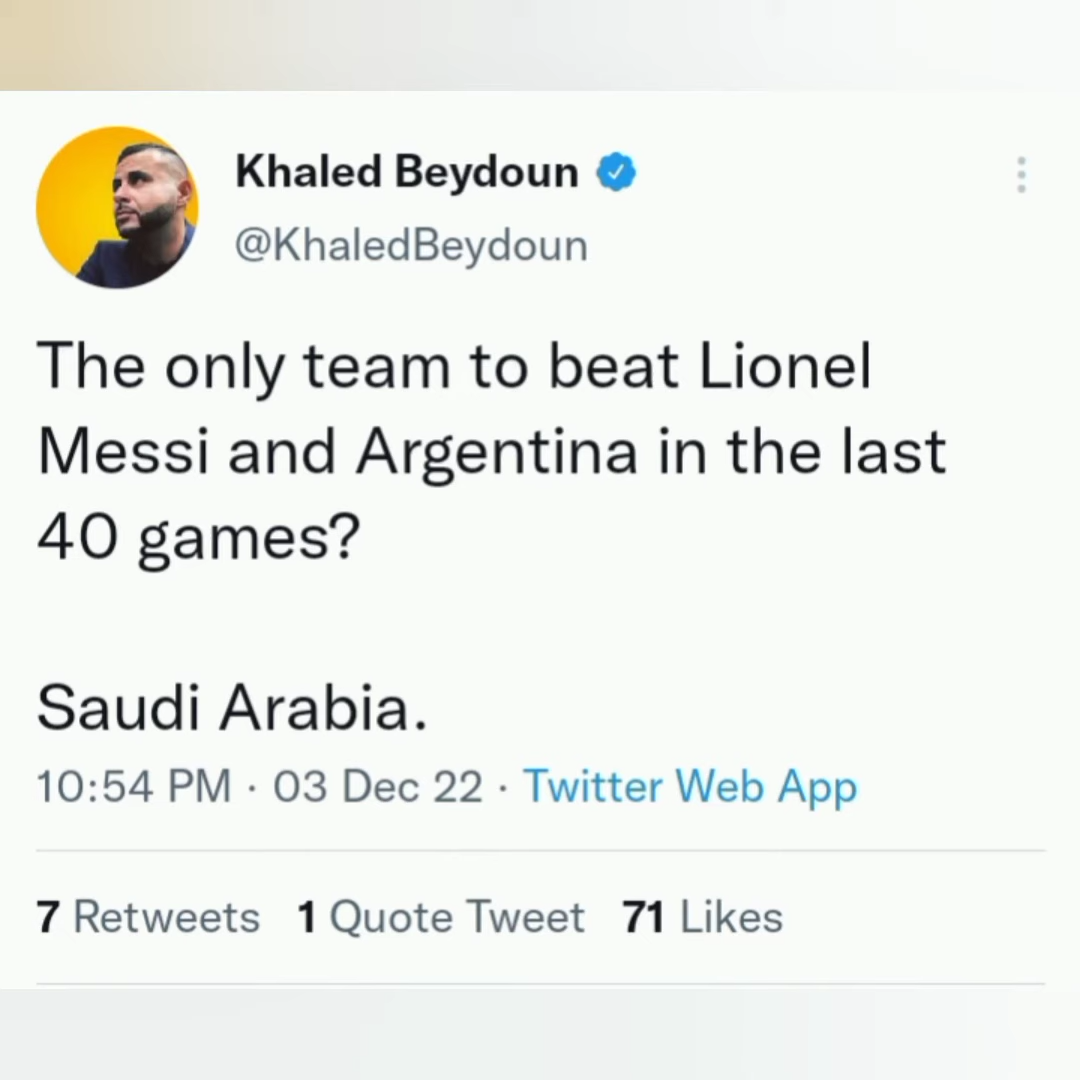 Khaled Beydoun
@KhaledBeydoun
The only team to beat Lionel
Messi and Argentina in the last
40 games?
Saudi Arabia.
10:54 PM · 03 Dec 22 · Twitter Web App
7 Retweets 1 Quote Tweet 71 Likes